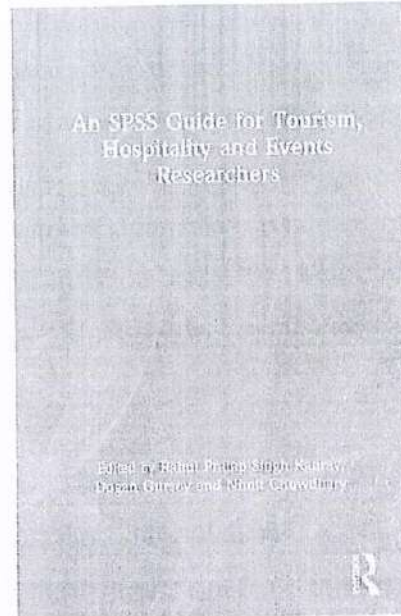 An SPSS Guide for Tourism,
Hospitality and Events
Researchers
Edited by Rahul Pratap Singh Kaurav,
Dogan Gursoy and Nimit Chowdhary
R